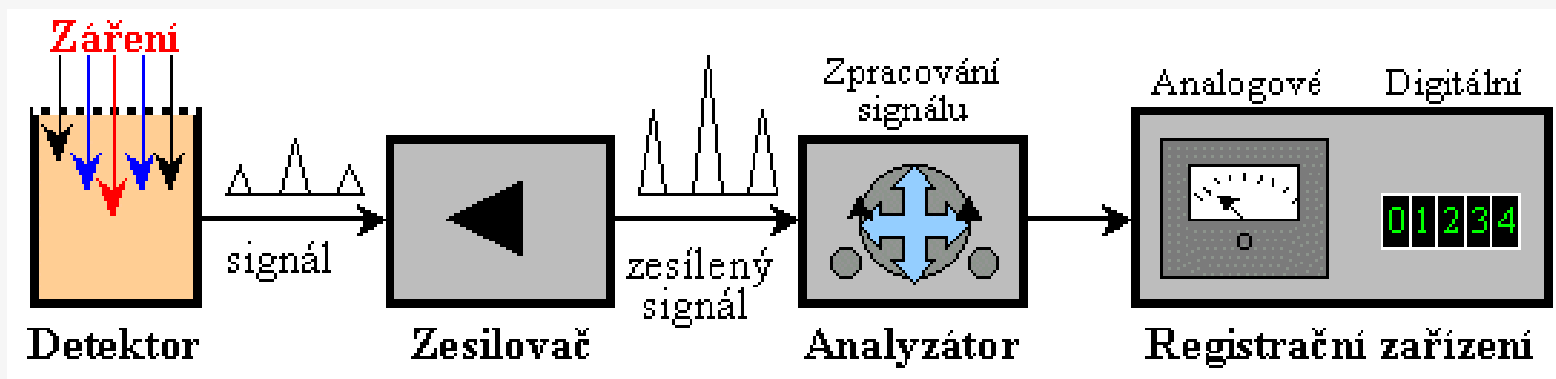 Záření
signál
zesílený
signál
Zpracování
signálu
Analogové
Digitální
01234
Detektor
Zesilovač
Analyzátor
Registrační zařízení